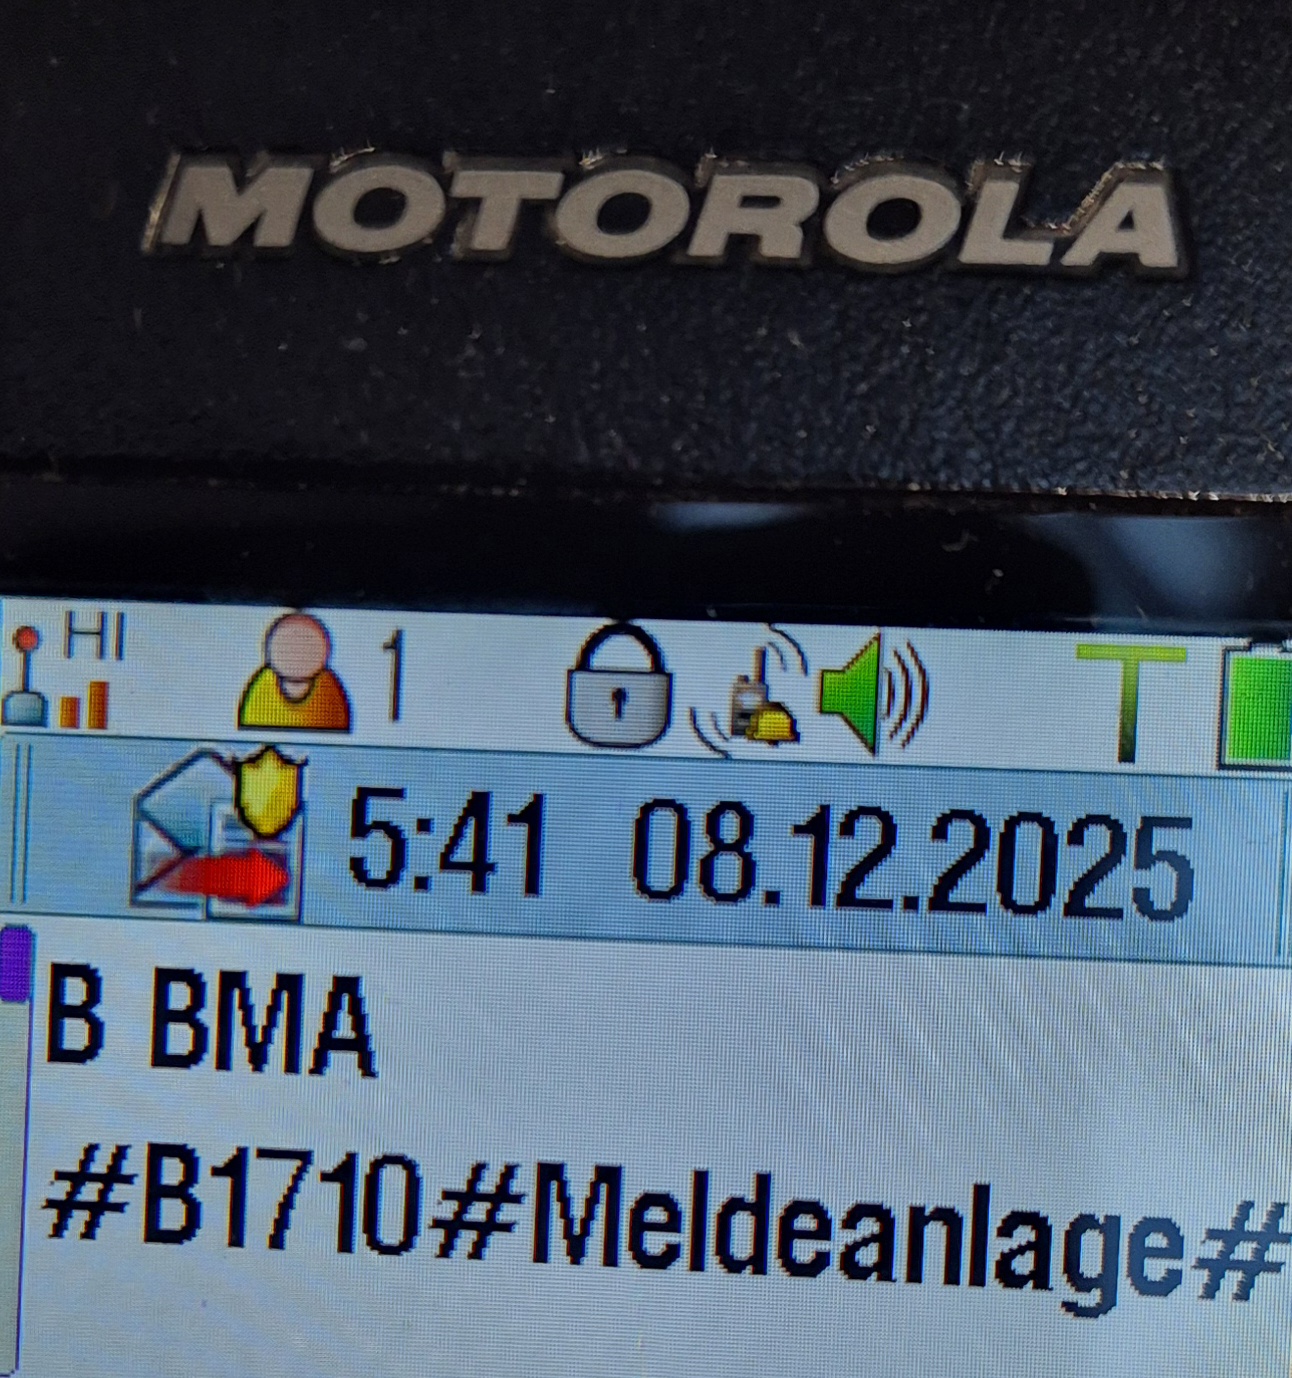 MOTOROLA
HI 1 T
5:41 08.12.2025
B BMA
#B1710#Meldeanlage#